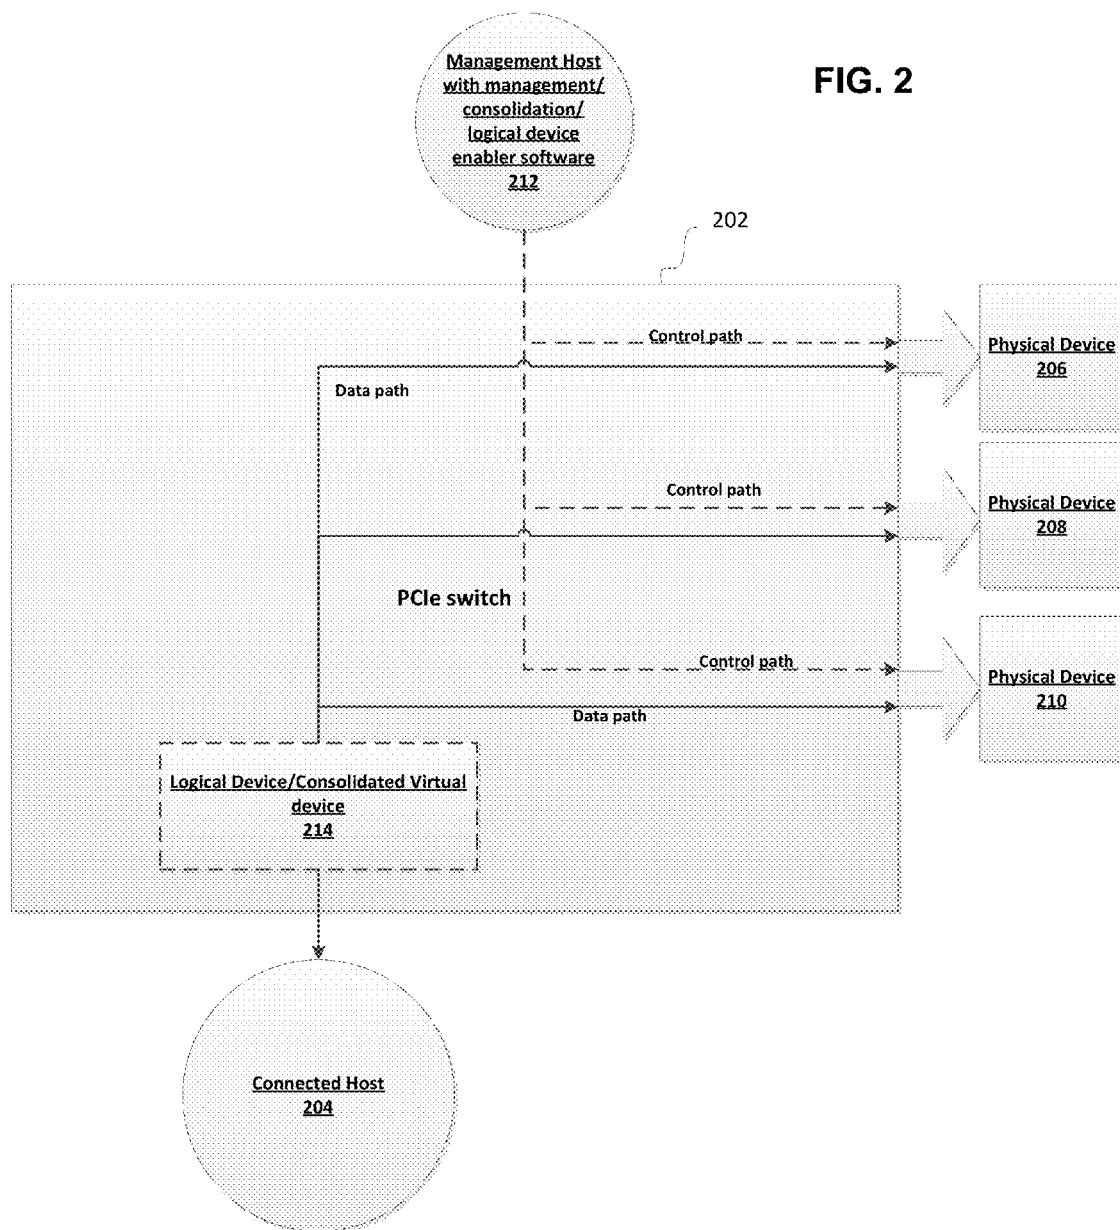 Management Host
with management/
consolidation/
logical device
enabler software
212
FIG. 2
202
Control path
Physical Device
206
Data path
Control path
Physical Device
208
PCIe switch
Control path
Physical Device
210
Data path
Logical Device/Consolidated Virtual
device
214
Connected Host
204